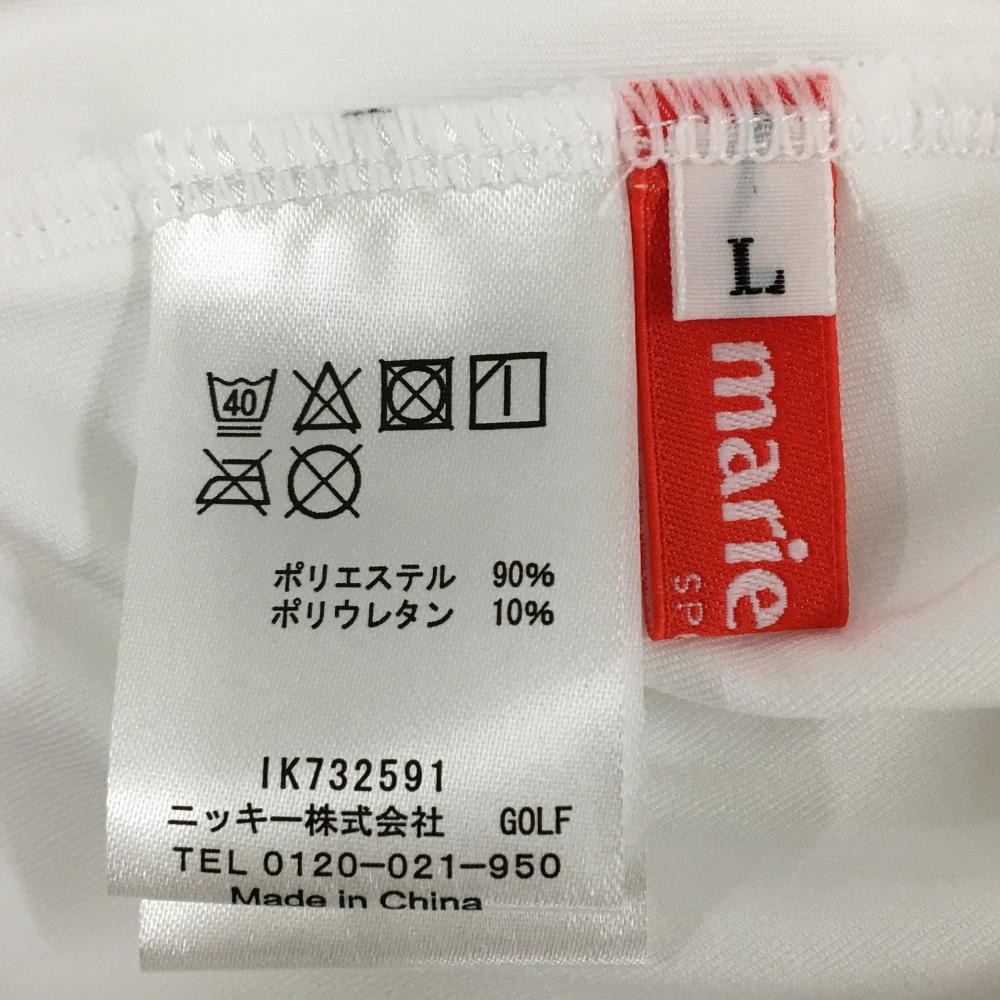 40
ポリエステル 90%
ポリウレタン 10%
IK732591
ニッキー株式会社 GOLF
TEL 0120-021-950
Made in China
L
marie
SP